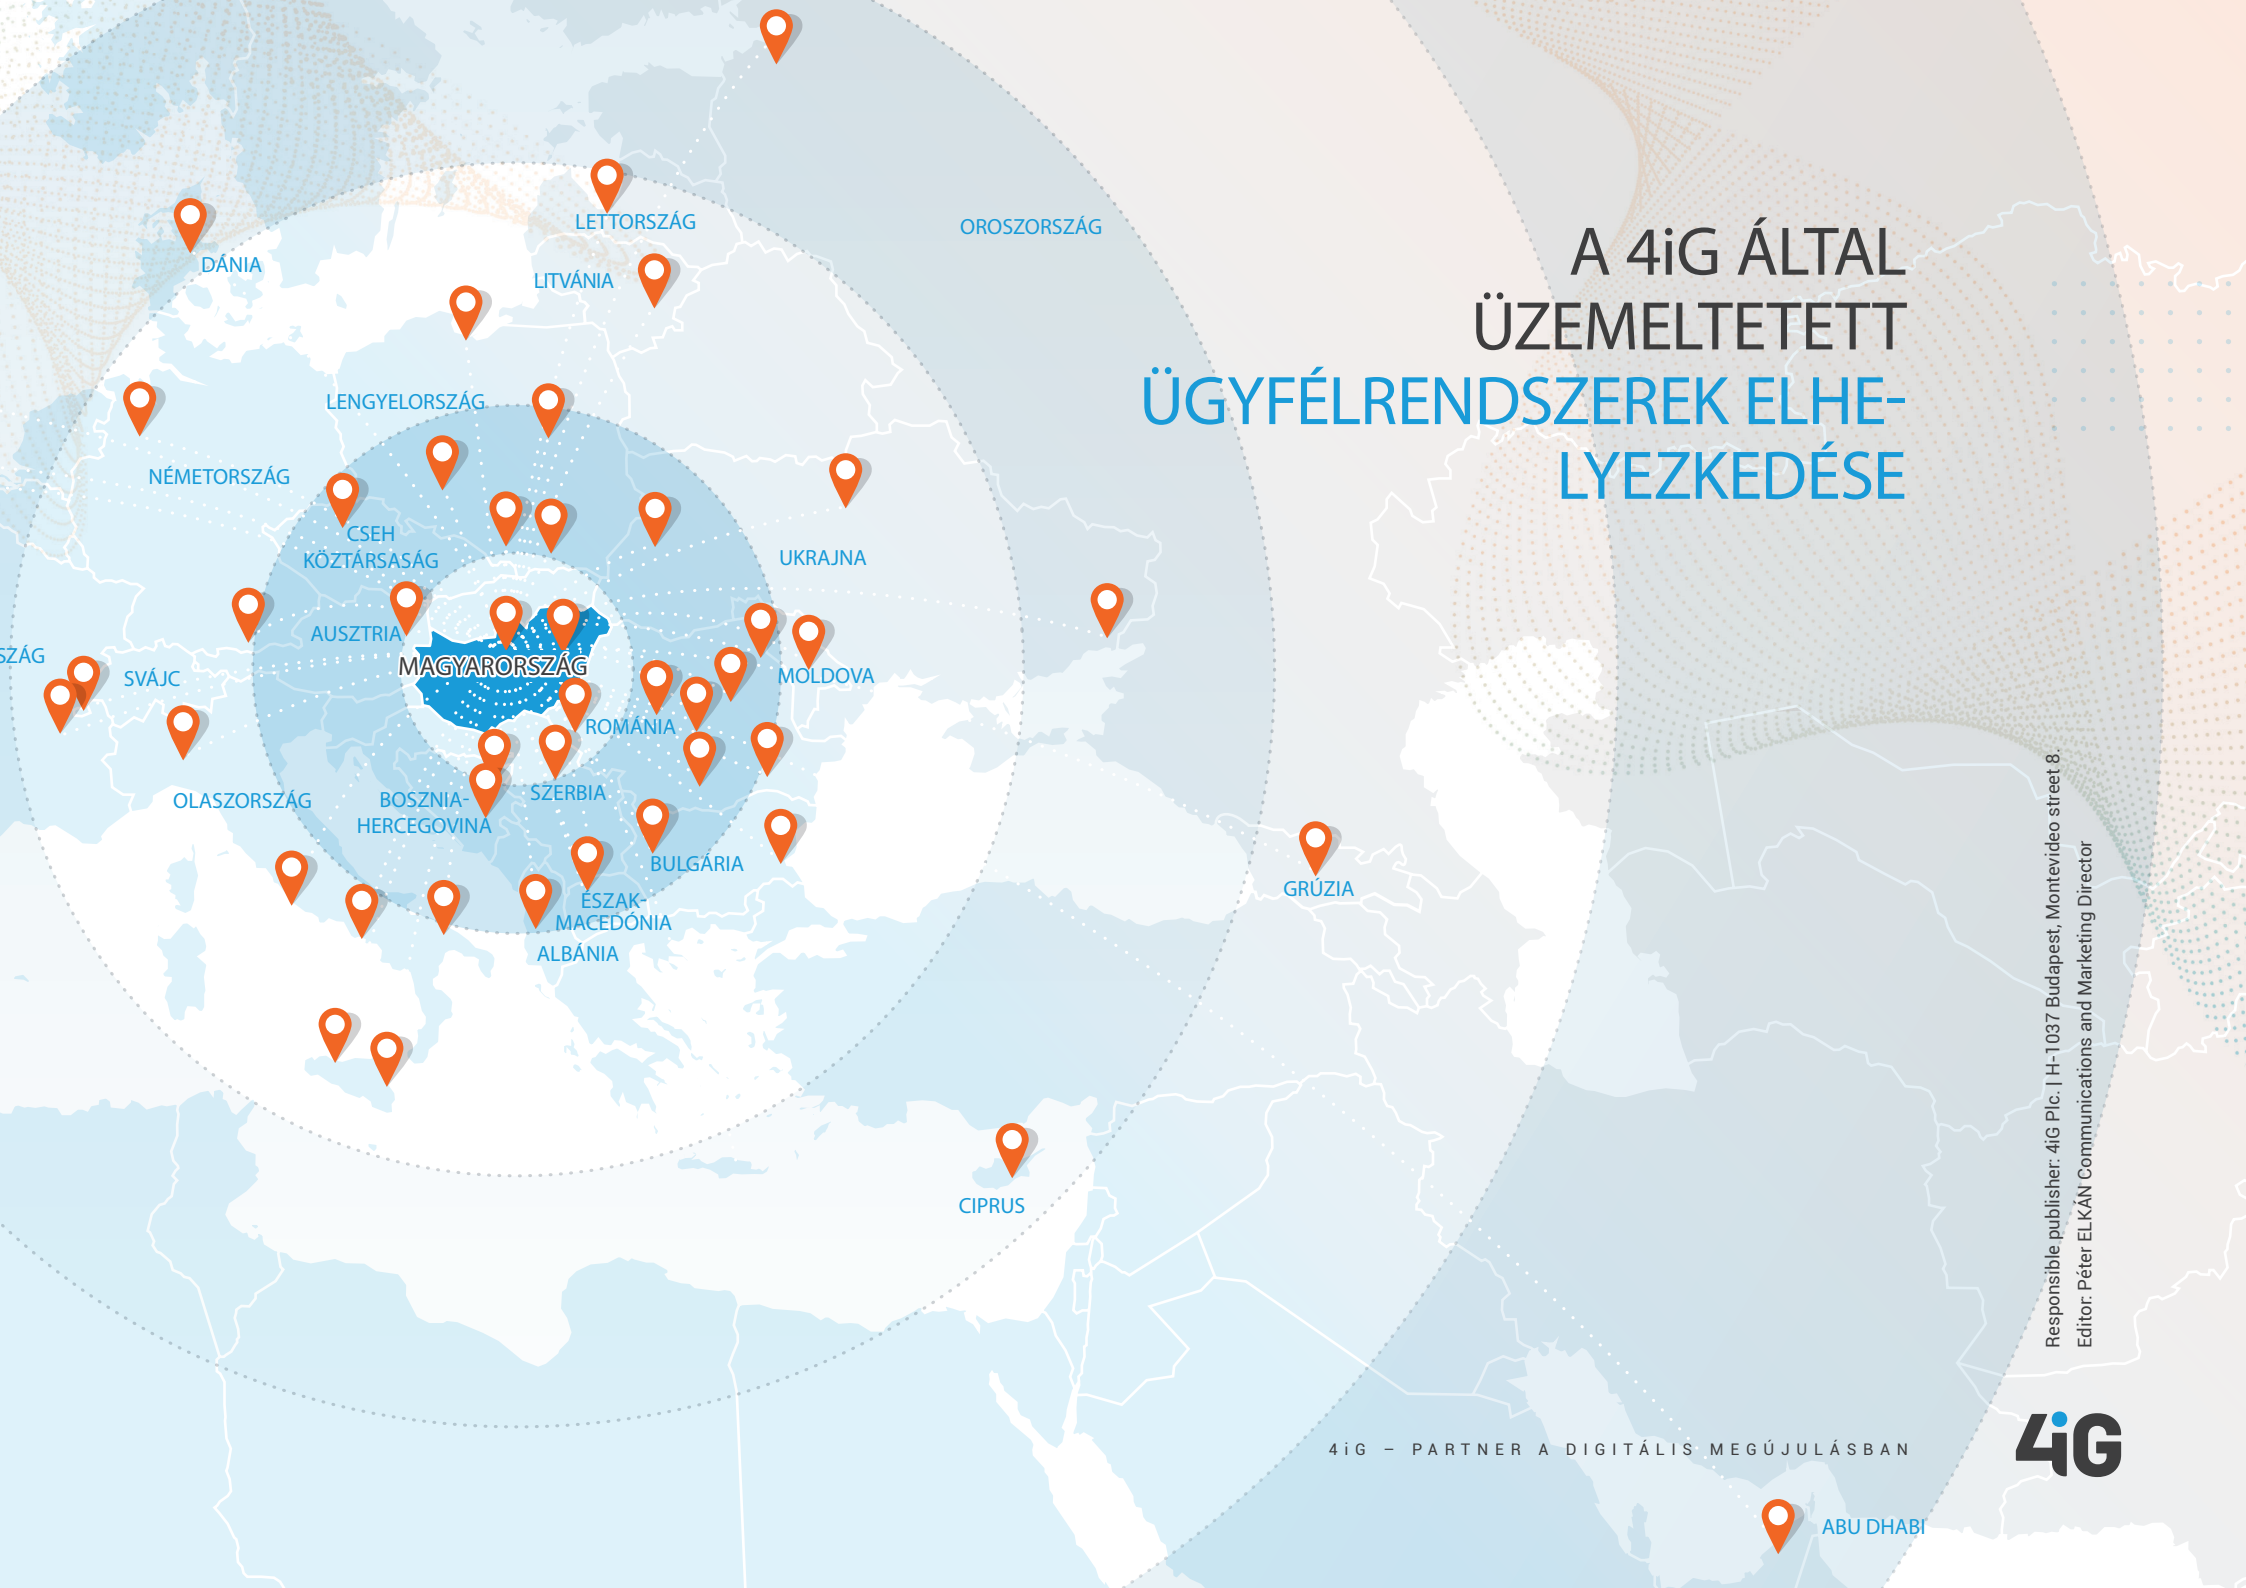 A 4iG ÁLTAL
ÜZEMELTETETT
ÜGYFÉLRENDSZEREK ELHE-
LYEZKEDÉSE
LETTORSZÁG
OROSZORSZÁG
DÁNIA
LITVÁNIA
LENGYELORSZÁG
NÉMETORSZÁG
CSEH
KÖZTÁRSASÁG
UKRAJNA
AUSZTRIA
SZÁG
SVÁJC
MAGYARORSZÁG
MOLDOVA
ROMÁNIA
OLASZORSZÁG
BOSZNIA-
HERCEGOVINA
SZERBIA
BULGÁRIA
ÉSZAK-
MACEDÓNIA
ALBÁNIA
GRÚZIA
CIPRUS
ABU DHABI
Responsible publisher: 4iG Plc. | H-1037 Budapest, Montevideo street 8.
Editor: Péter ELKÁN Communications and Marketing Director
4iG – PARTNER A DIGITÁLIS MEGÚJULÁSBAN
4iG